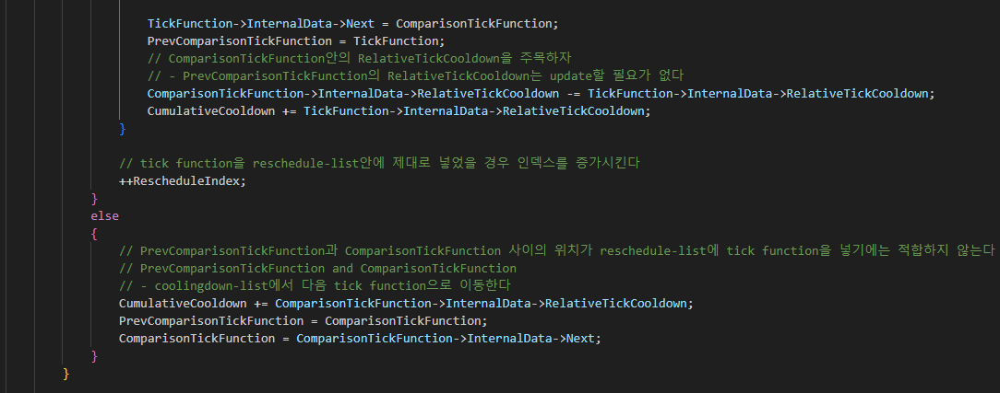 TickFunction->InternalData->Next = ComparisonTickFunction;
PrevComparisonTickFunction = TickFunction;
// ComparisonTickFunction안의 RelativeTickCooldown을 주목하자
// - PrevComparisonTickFunction의 RelativeTickCooldown는 update할 필요가 없다
ComparisonTickFunction->InternalData->RelativeTickCooldown -= TickFunction->InternalData->RelativeTickCooldown;
CumulativeCooldown += TickFunction->InternalData->RelativeTickCooldown;
}
// tick function을 reschedule-list안에 제대로 넣었을 경우 인덱스를 증가시킨다
++RescheduleIndex;
}
else
{
// PrevComparisonTickFunction과 ComparisonTickFunction 사이의 위치가 reschedule-list에 tick function을 넣기에는 적합하지 않는다
// PrevComparisonTickFunction and ComparisonTickFunction
// - coolingdown-list에서 다음 tick function으로 이동한다
CumulativeCooldown += ComparisonTickFunction->InternalData->RelativeTickCooldown;
PrevComparisonTickFunction = ComparisonTickFunction;
ComparisonTickFunction = ComparisonTickFunction->InternalData->Next;
}
}